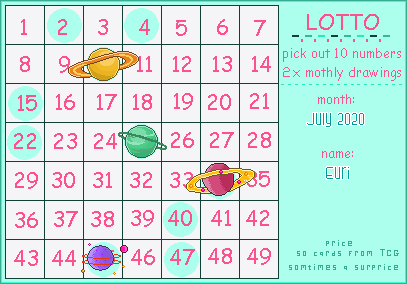 1 2 3 4 5 6 7
8 9 11 12 13 14
15 16 17 18 19 20 21
22 23 24 26 27 28
29 30 31 32 33 35
36 37 38 39 40 41 42
43 44 46 47 48 49
LOTTO
pick out 10 numbers
2x mothly drawings
month:
July 2020
name:
Euri
price
50 cards from TCG
somtimes a surprice